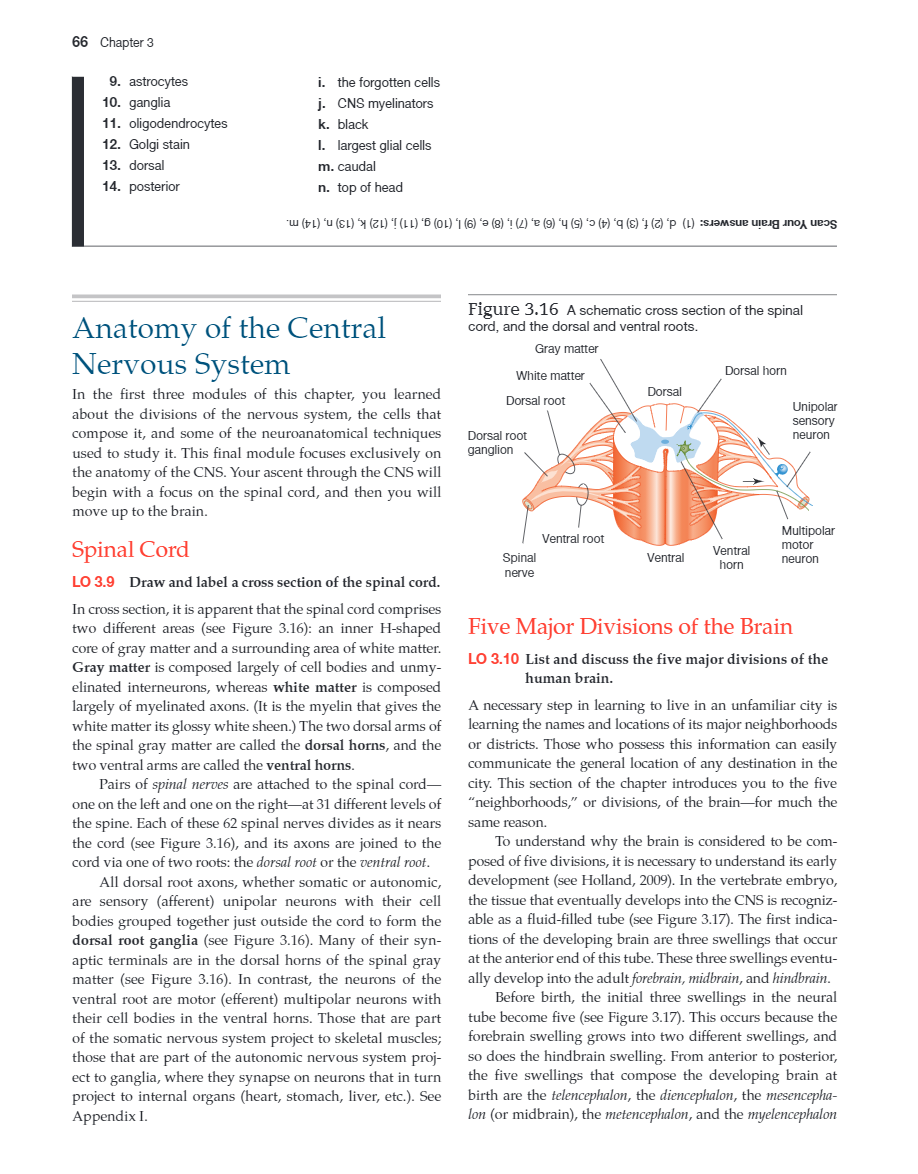 66 Chapter 3
9. astrocytes
10. ganglia
11. oligodendrocytes
12. Golgi stain
13. dorsal
14. posterior
i. the forgotten cells
j. CNS myelinators
k. black
l. largest glial cells
m. caudal
n. top of head
Scan Your Brain answers: (1) d, (2) f, (3) b, (4) c, (5) h, (6) a, (7) i, (8) e, (9) l, (10) g, (11) j, (12) k, (13) n, (14) m.
Anatomy of the Central
Nervous System
In the first three modules of this chapter, you learned
about the divisions of the nervous system, the cells that
compose it, and some of the neuroanatomical techniques
used to study it. This final module focuses exclusively on
the anatomy of the CNS. Your ascent through the CNS will
begin with a focus on the spinal cord, and then you will
move up to the brain.
Spinal Cord
LO 3.9 Draw and label a cross section of the spinal cord.
In cross section, it is apparent that the spinal cord comprises
two different areas (see Figure 3.16): an inner H-shaped
core of gray matter and a surrounding area of white matter.
Gray matter is composed largely of cell bodies and unmy-
elinated interneurons, whereas white matter is composed
largely of myelinated axons. (It is the myelin that gives the
white matter its glossy white sheen.) The two dorsal arms of
the spinal gray matter are called the dorsal horns, and the
two ventral arms are called the ventral horns.
Pairs of spinal nerves are attached to the spinal cord—
one on the left and one on the right—at 31 different levels of
the spine. Each of these 62 spinal nerves divides as it nears
the cord (see Figure 3.16), and its axons are joined to the
cord via one of two roots: the dorsal root or the ventral root.
All dorsal root axons, whether somatic or autonomic,
are sensory (afferent) unipolar neurons with their cell
bodies grouped together just outside the cord to form the
dorsal root ganglia (see Figure 3.16). Many of their syn-
aptic terminals are in the dorsal horns of the spinal gray
matter (see Figure 3.16). In contrast, the neurons of the
ventral root are motor (efferent) multipolar neurons with
their cell bodies in the ventral horns. Those that are part
of the somatic nervous system project to skeletal muscles;
those that are part of the autonomic nervous system proj-
ect to ganglia, where they synapse on neurons that in turn
project to internal organs (heart, stomach, liver, etc.). See
Appendix I.
Figure 3.16 A schematic cross section of the spinal
cord, and the dorsal and ventral roots.
Gray matter
White matter
Dorsal root
Dorsal root
ganglion
Dorsal
Dorsal horn
Unipolar
sensory
neuron
Ventral root
Spinal
nerve
Ventral
Ventral
horn
Multipolar
motor
neuron
Five Major Divisions of the Brain
LO 3.10 List and discuss the five major divisions of the
human brain.
A necessary step in learning to live in an unfamiliar city is
learning the names and locations of its major neighborhoods
or districts. Those who possess this information can easily
communicate the general location of any destination in the
city. This section of the chapter introduces you to the five
“neighborhoods,” or divisions, of the brain—for much the
same reason.
To understand why the brain is considered to be com-
posed of five divisions, it is necessary to understand its early
development (see Holland, 2009). In the vertebrate embryo,
the tissue that eventually develops into the CNS is recogniz-
able as a fluid-filled tube (see Figure 3.17). The first indica-
tions of the developing brain are three swellings that occur
at the anterior end of this tube. These three swellings eventu-
ally develop into the adult forebrain, midbrain, and hindbrain.
Before birth, the initial three swellings in the neural
tube become five (see Figure 3.17). This occurs because the
forebrain swelling grows into two different swellings, and
so does the hindbrain swelling. From anterior to posterior,
the five swellings that compose the developing brain at
birth are the telencephalon, the diencephalon, the mesencepha-
lon (or midbrain), the metencephalon, and the myelencephalon